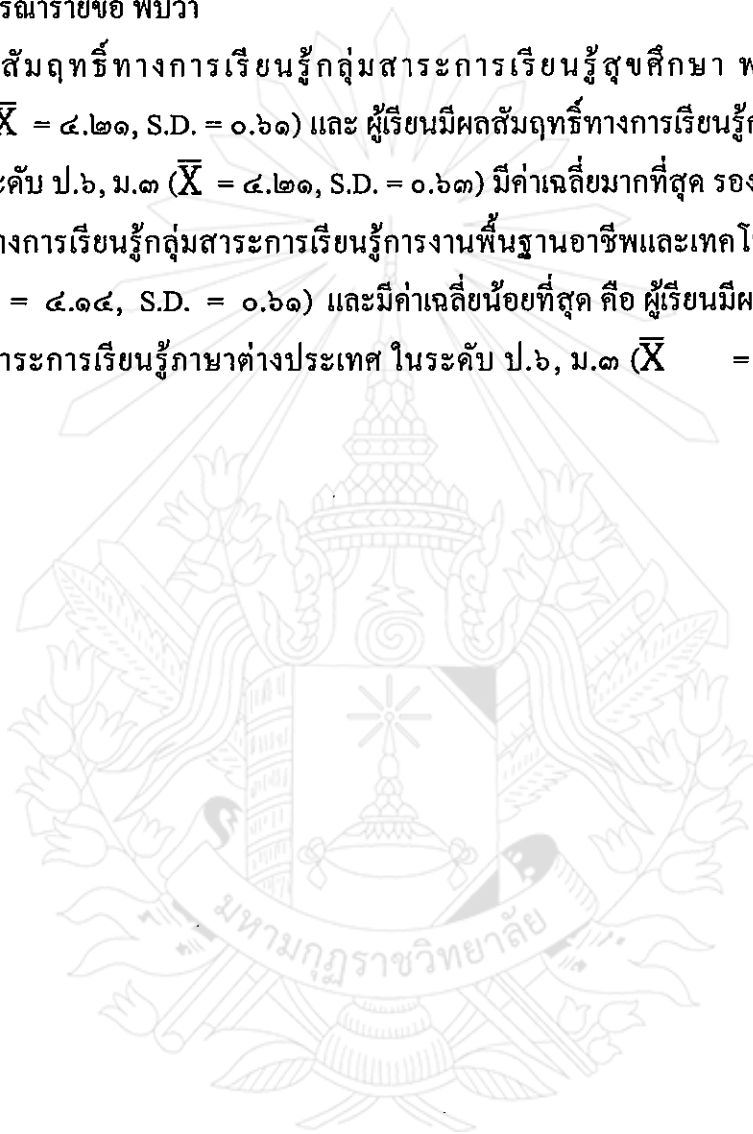 รณารายข้อ พบว่า
สัมฤทธิ์ทางการเรียนรู้กลุ่มสาระการเรียนรู้สุขศึกษา พ
X̄ = ๔.๒๑, S.D. = ๐.๖๑) และ ผู้เรียนมีผลสัมฤทธิ์ทางการเรียนรู้ก
ะดับ ป.๖, ม.๓ (X̄ = ๔.๒๑, S.D. = ๐.๖๓) มีค่าเฉลี่ยมากที่สุด รอง
างการเรียนรู้กลุ่มสาระการเรียนรู้การงานพื้นฐานอาชีพและเทคโ
= ๔.๑๔, S.D. = ๐.๖๑) และมีค่าเฉลี่ยน้อยที่สุด คือ ผู้เรียนมีผ
าระการเรียนรู้ภาษาต่างประเทศ ในระดับ ป.๖, ม.๓ (X̄ =
มหามกุฏราชวิทยาลัย